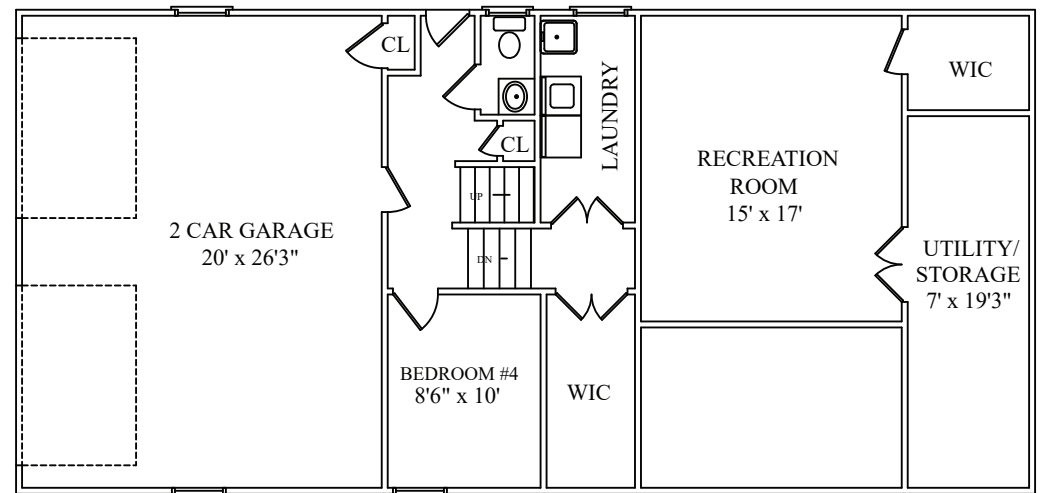 CL
WIC
LAUNDRY
CL
RECREATION
ROOM
15' x 17'
UP
2 CAR GARAGE
20' x 26'3"
DN
UTILITY/
STORAGE
7' x 19'3"
BEDROOM #4
8'6" x 10'
WIC